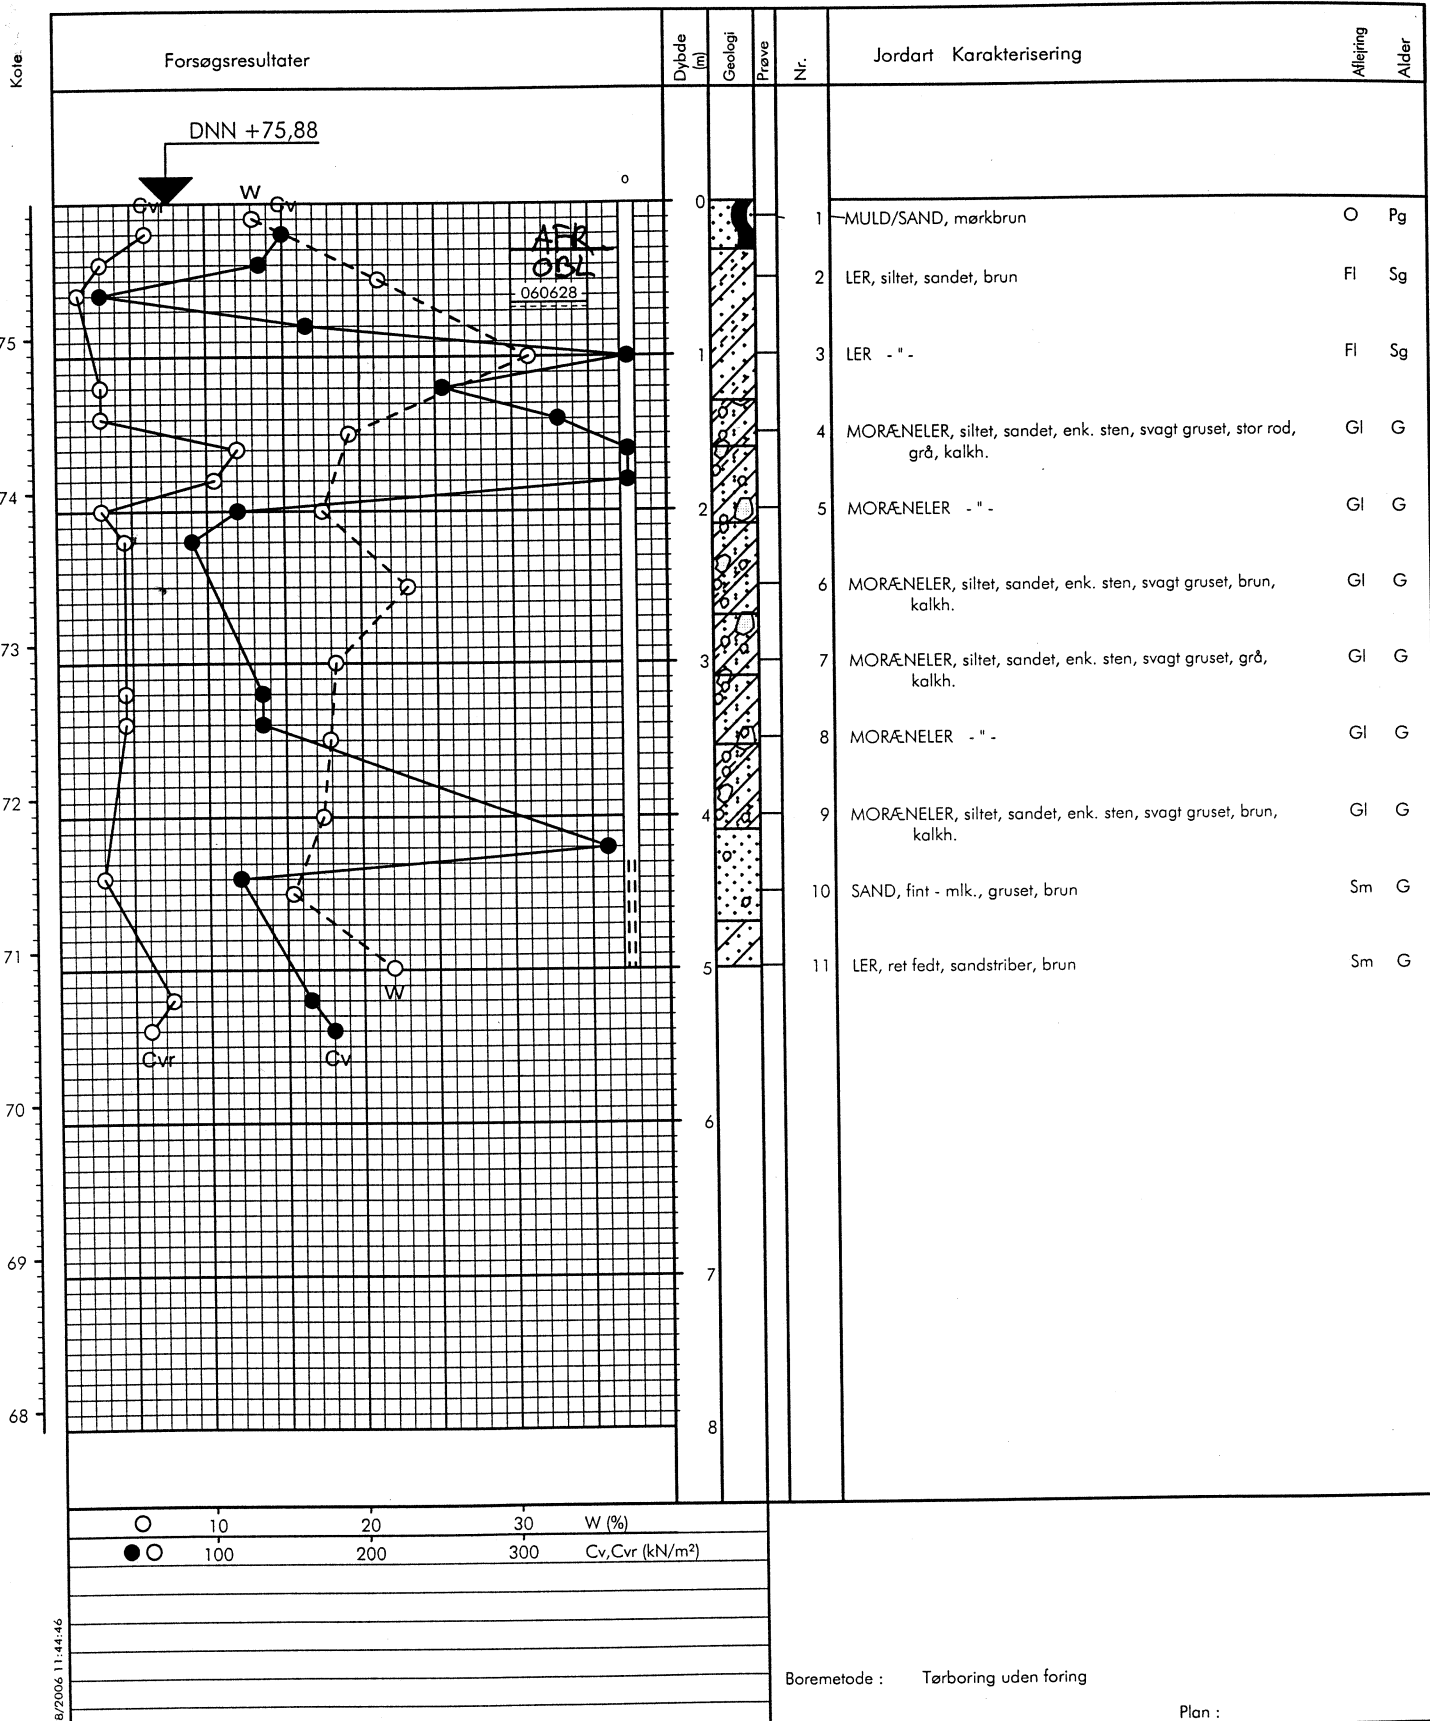 Kote
Forsøgsresultater
Dybde (m)
Geologi
Prøve
Nr.
Jordart Karakterisering
Aflejring
Alder
DNN +75,88
Cvr
W
Cv
AFR
OBL
060628
75
74
73
72
71
70
69
68
0
1
2
3
4
5
6
7
8
1 MULD/SAND, mørkbrun O Pg
2 LER, siltet, sandet, brun Fl Sg
3 LER - " - Fl Sg
4 MORÆNELER, siltet, sandet, enk. sten, svagt gruset, stor rod, Gl G
grå, kalkh.
5 MORÆNELER - " - Gl G
6 MORÆNELER, siltet, sandet, enk. sten, svagt gruset, brun, Gl G
kalkh.
7 MORÆNELER, siltet, sandet, enk. sten, svagt gruset, grå, Gl G
kalkh.
8 MORÆNELER - " - Gl G
9 MORÆNELER, siltet, sandet, enk. sten, svagt gruset, brun, Gl G
kalkh.
10 SAND, fint - mlk., gruset, brun Sm G
11 LER, ret fedt, sandstriber, brun Sm G
W
Cvr
Cv
10 20 30 W (%)
100 200 300 Cv,Cvr (kN/m²)
8/2006 11:44:46
Boremetode : Tørboring uden foring
Plan :